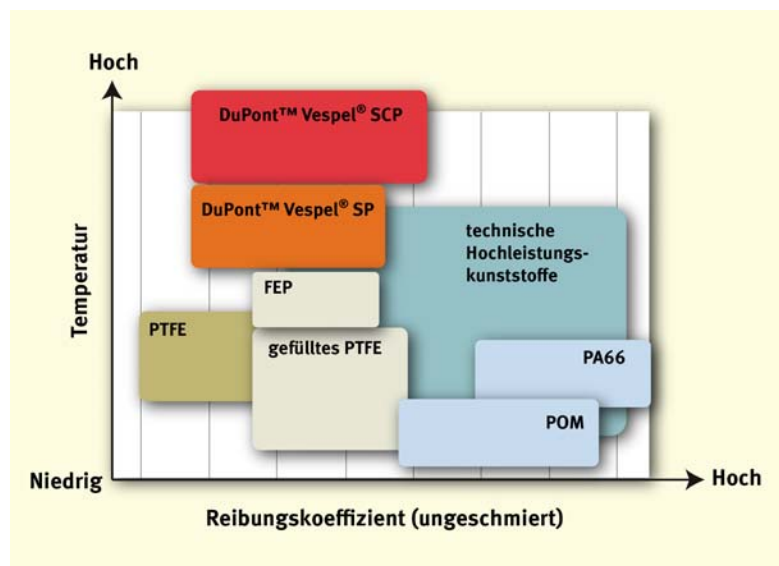 Hoch
DuPont™ Vespel® SCP
DuPont™ Vespel® SP
technische
Hochleistungs-
kunststoffe
FEP
PTFE
gefülltes PTFE
PA66
POM
Temperatur
Niedrig
Hoch
Reibungskoeffizient (ungeschmiert)